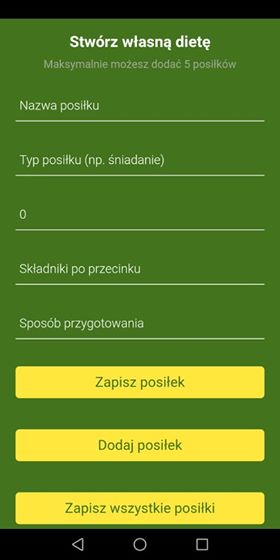 Stwórz własną dietę
Maksymalnie możesz dodać 5 posiłków
Nazwa posiłku
Typ posiłku (np. śniadanie)
0
Składniki po przecinku
Sposób przygotowania
Zapisz posiłek
Dodaj posiłek
Zapisz wszystkie posiłki